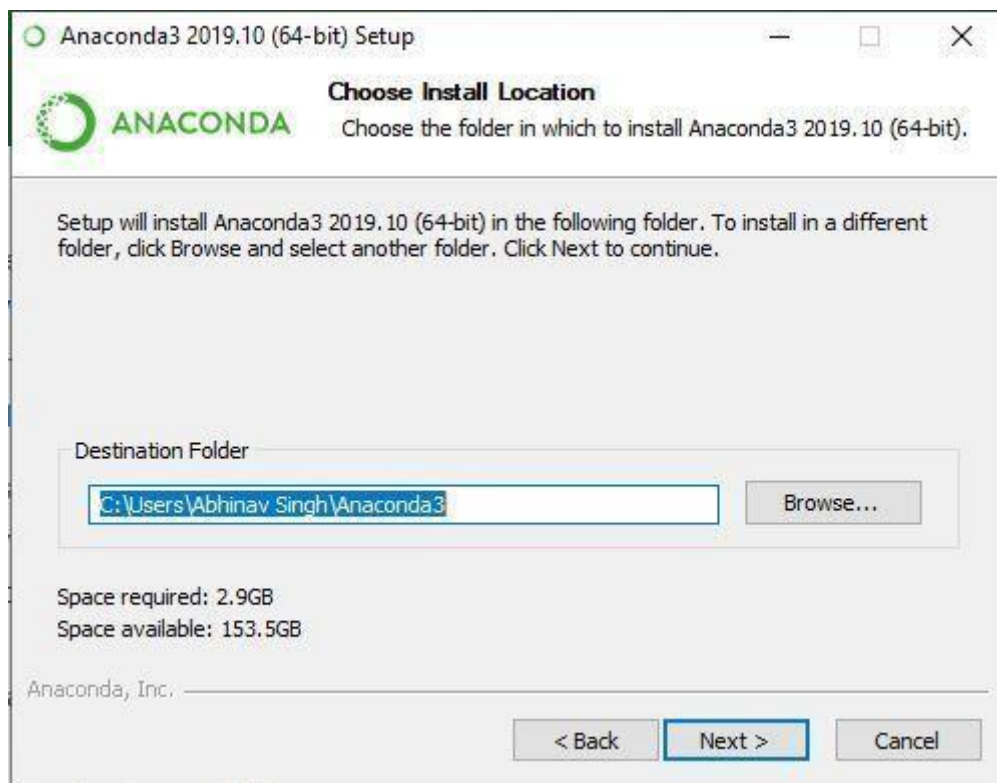 Anaconda3 2019.10 (64-bit) Setup
ANACONDA
Choose Install Location
Choose the folder in which to install Anaconda3 2019.10 (64-bit).
Setup will install Anaconda3 2019.10 (64-bit) in the following folder. To install in a different
folder, click Browse and select another folder. Click Next to continue.
Destination Folder
C:\Users\Abhinav Singh\Anaconda3
Browse...
Space required: 2.9GB
Space available: 153.5GB
Anaconda, Inc.
< Back Next > Cancel